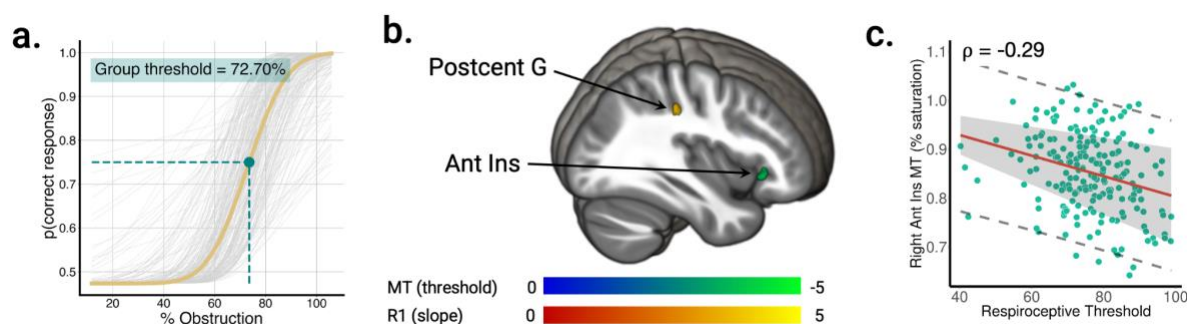 a.
Group threshold = 72.70%
p(correct response)
1.0
0.9
0.8
0.7
0.6
0.5
20 40 60 80 100
% Obstruction
b.
Postcent G
Ant Ins
MT (threshold) 0 -5
R1 (slope) 0 5
c.
ρ = -0.29
Right Ant Ins MT (% saturation)
1.1
1.0
0.9
0.8
0.7
40 60 80 100
Respiroceptive Threshold